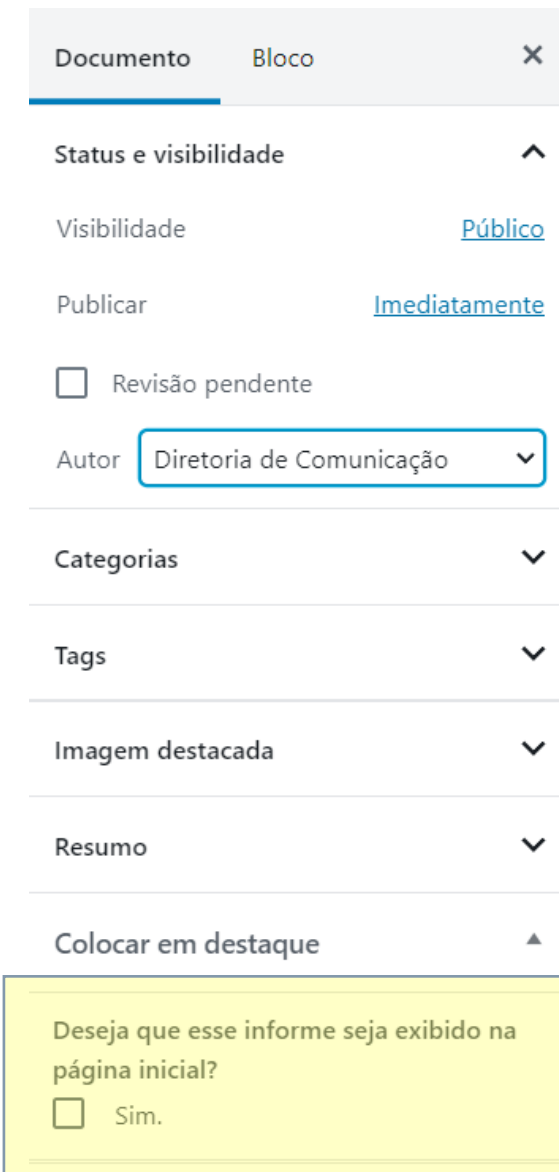 Documento Bloco ×
Status e visibilidade
Visibilidade Público
Publicar Imediatamente
Revisão pendente
Autor Diretoria de Comunicação
Categorias
Tags
Imagem destacada
Resumo
Colocar em destaque
Deseja que esse informe seja exibido na
página inicial?
Sim.